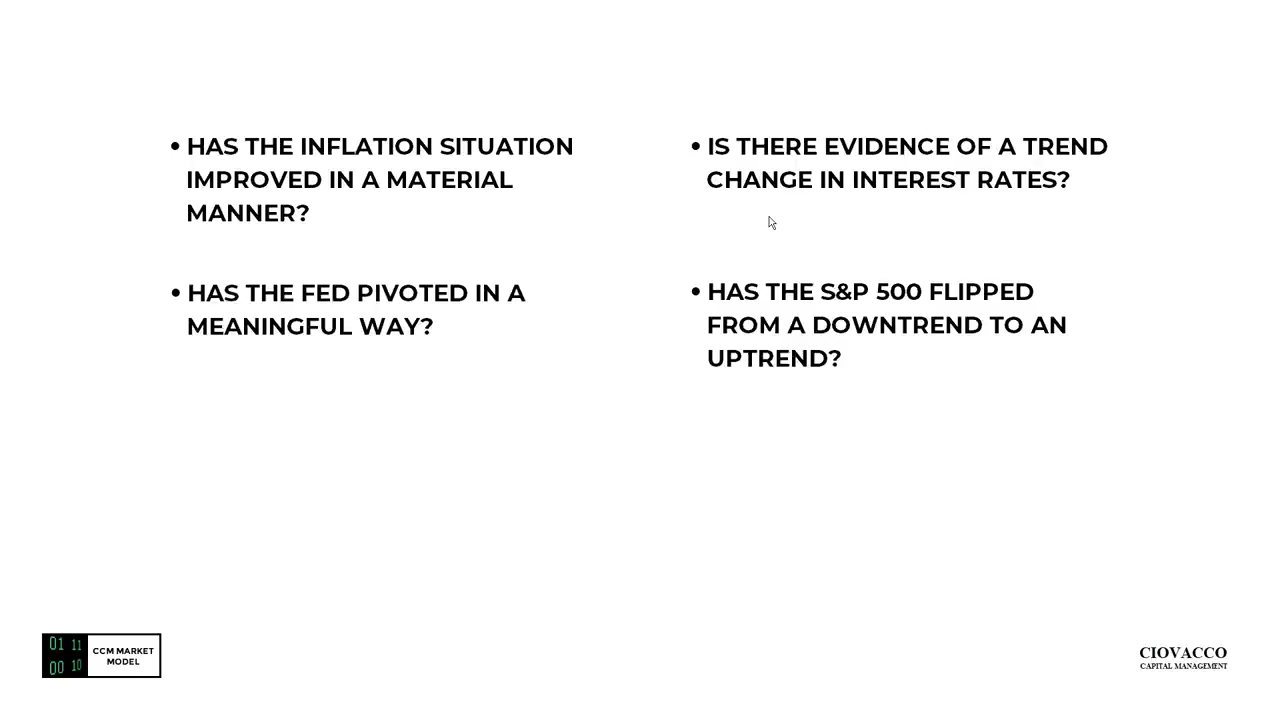 • HAS THE INFLATION SITUATION
IMPROVED IN A MATERIAL
MANNER?
• HAS THE FED PIVOTED IN A
MEANINGFUL WAY?
• IS THERE EVIDENCE OF A TREND
CHANGE IN INTEREST RATES?
• HAS THE S&P 500 FLIPPED
FROM A DOWNTREND TO AN
UPTREND?
01 11
00 10
CCM MARKET
MODEL
CIOVACCO
CAPITAL MANAGEMENT